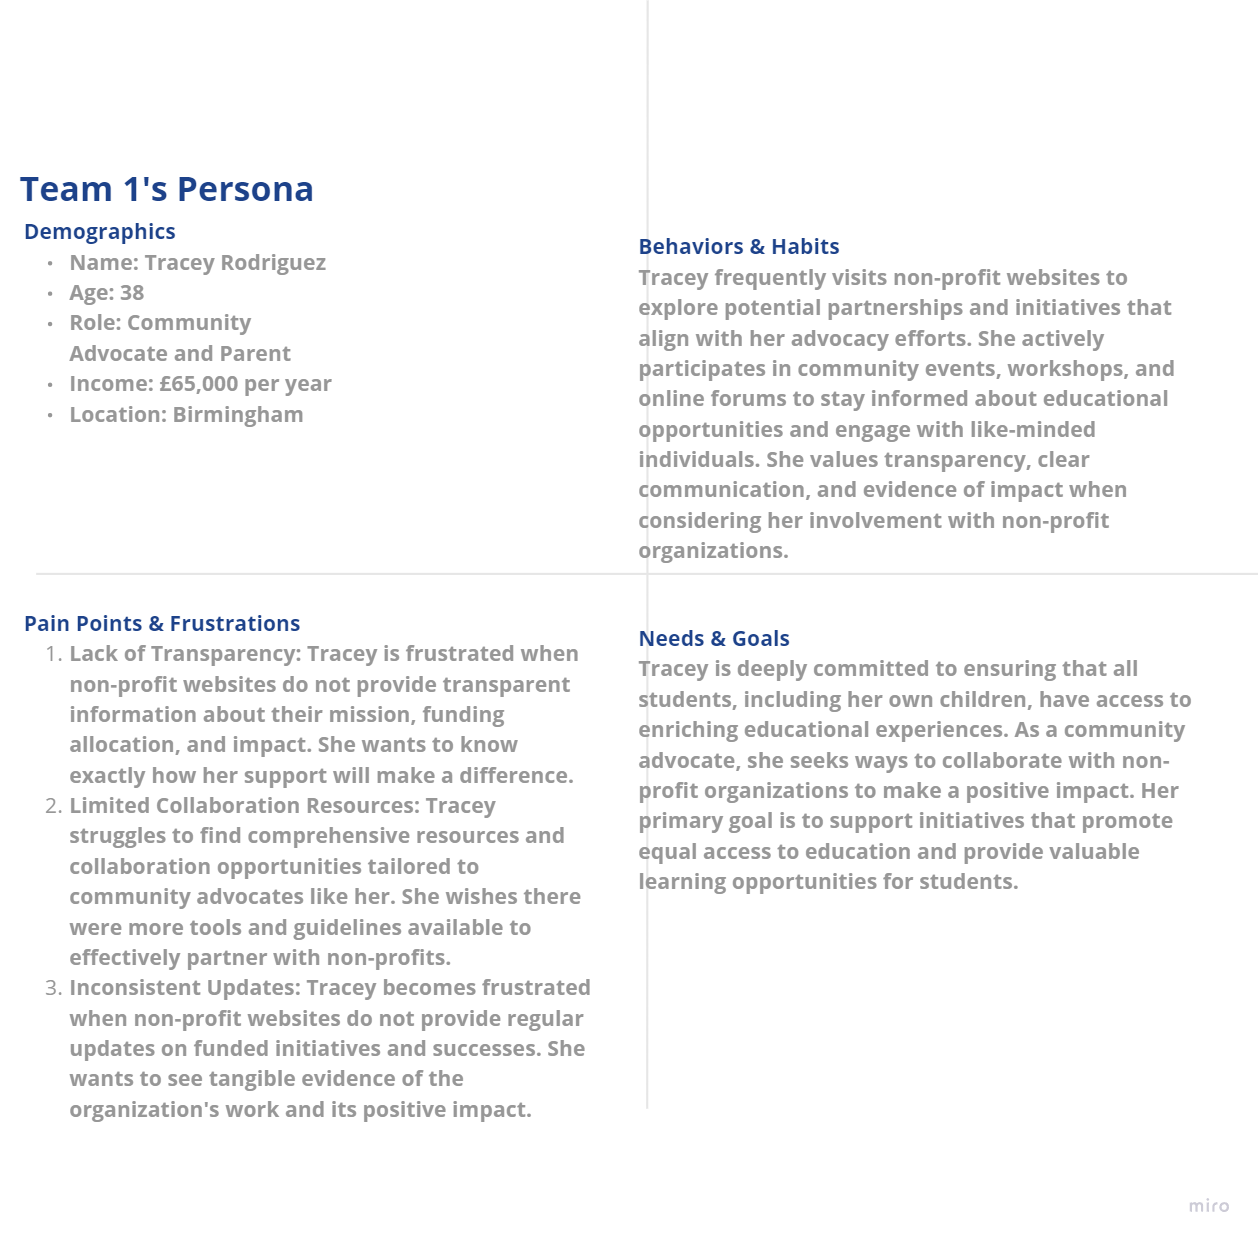 Team 1's Persona
Demographics
• Name: Tracey Rodriguez
• Age: 38
• Role: Community
Advocate and Parent
• Income: £65,000 per year
• Location: Birmingham
Behaviors & Habits
Tracey frequently visits non-profit websites to
explore potential partnerships and initiatives that
align with her advocacy efforts. She actively
participates in community events, workshops, and
online forums to stay informed about educational
opportunities and engage with like-minded
individuals. She values transparency, clear
communication, and evidence of impact when
considering her involvement with non-profit
organizations.
Pain Points & Frustrations
1. Lack of Transparency: Tracey is frustrated when
non-profit websites do not provide transparent
information about their mission, funding
allocation, and impact. She wants to know
exactly how her support will make a difference.
2. Limited Collaboration Resources: Tracey
struggles to find comprehensive resources and
collaboration opportunities tailored to
community advocates like her. She wishes there
were more tools and guidelines available to
effectively partner with non-profits.
3. Inconsistent Updates: Tracey becomes frustrated
when non-profit websites do not provide regular
updates on funded initiatives and successes. She
wants to see tangible evidence of the
organization's work and its positive impact.
Needs & Goals
Tracey is deeply committed to ensuring that all
students, including her own children, have access to
enriching educational experiences. As a community
advocate, she seeks ways to collaborate with non-
profit organizations to make a positive impact. Her
primary goal is to support initiatives that promote
equal access to education and provide valuable
learning opportunities for students.
miro